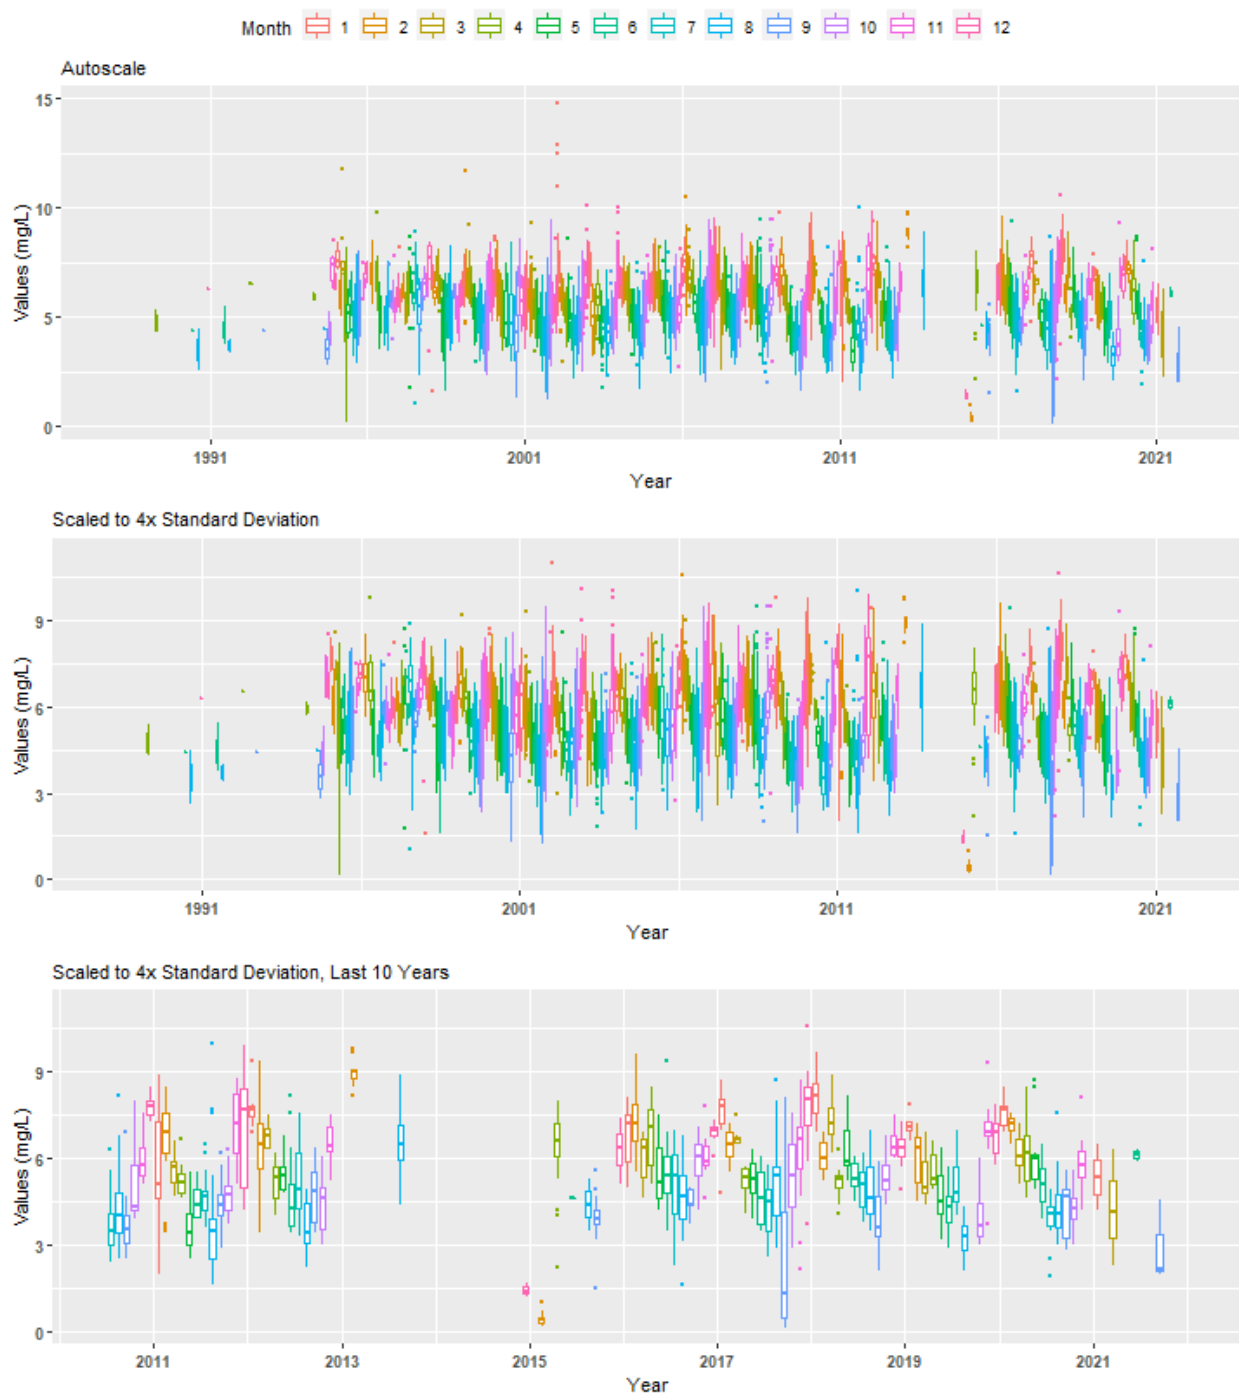 Month 1 2 3 4 5 6 7 8 9 10 11 12
Autoscale
15
10
5
0
Values (mg/L)
1991 2001 2011 2021
Year
Scaled to 4x Standard Deviation
9
6
3
0
Values (mg/L)
1991 2001 2011 2021
Year
Scaled to 4x Standard Deviation, Last 10 Years
9
6
3
0
Values (mg/L)
2011 2013 2015 2017 2019 2021
Year